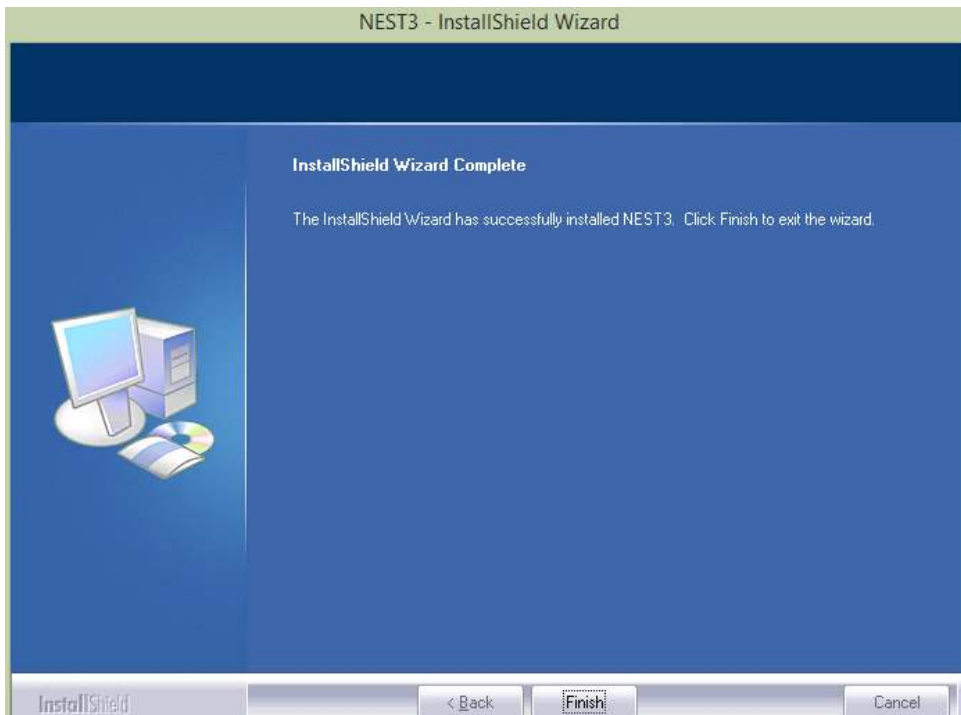 NEST3 - InstallShield Wizard
InstallShield Wizard Complete
The InstallShield Wizard has successfully installed NEST3. Click Finish to exit the wizard.
InstallShield
< Back
Finish
Cancel